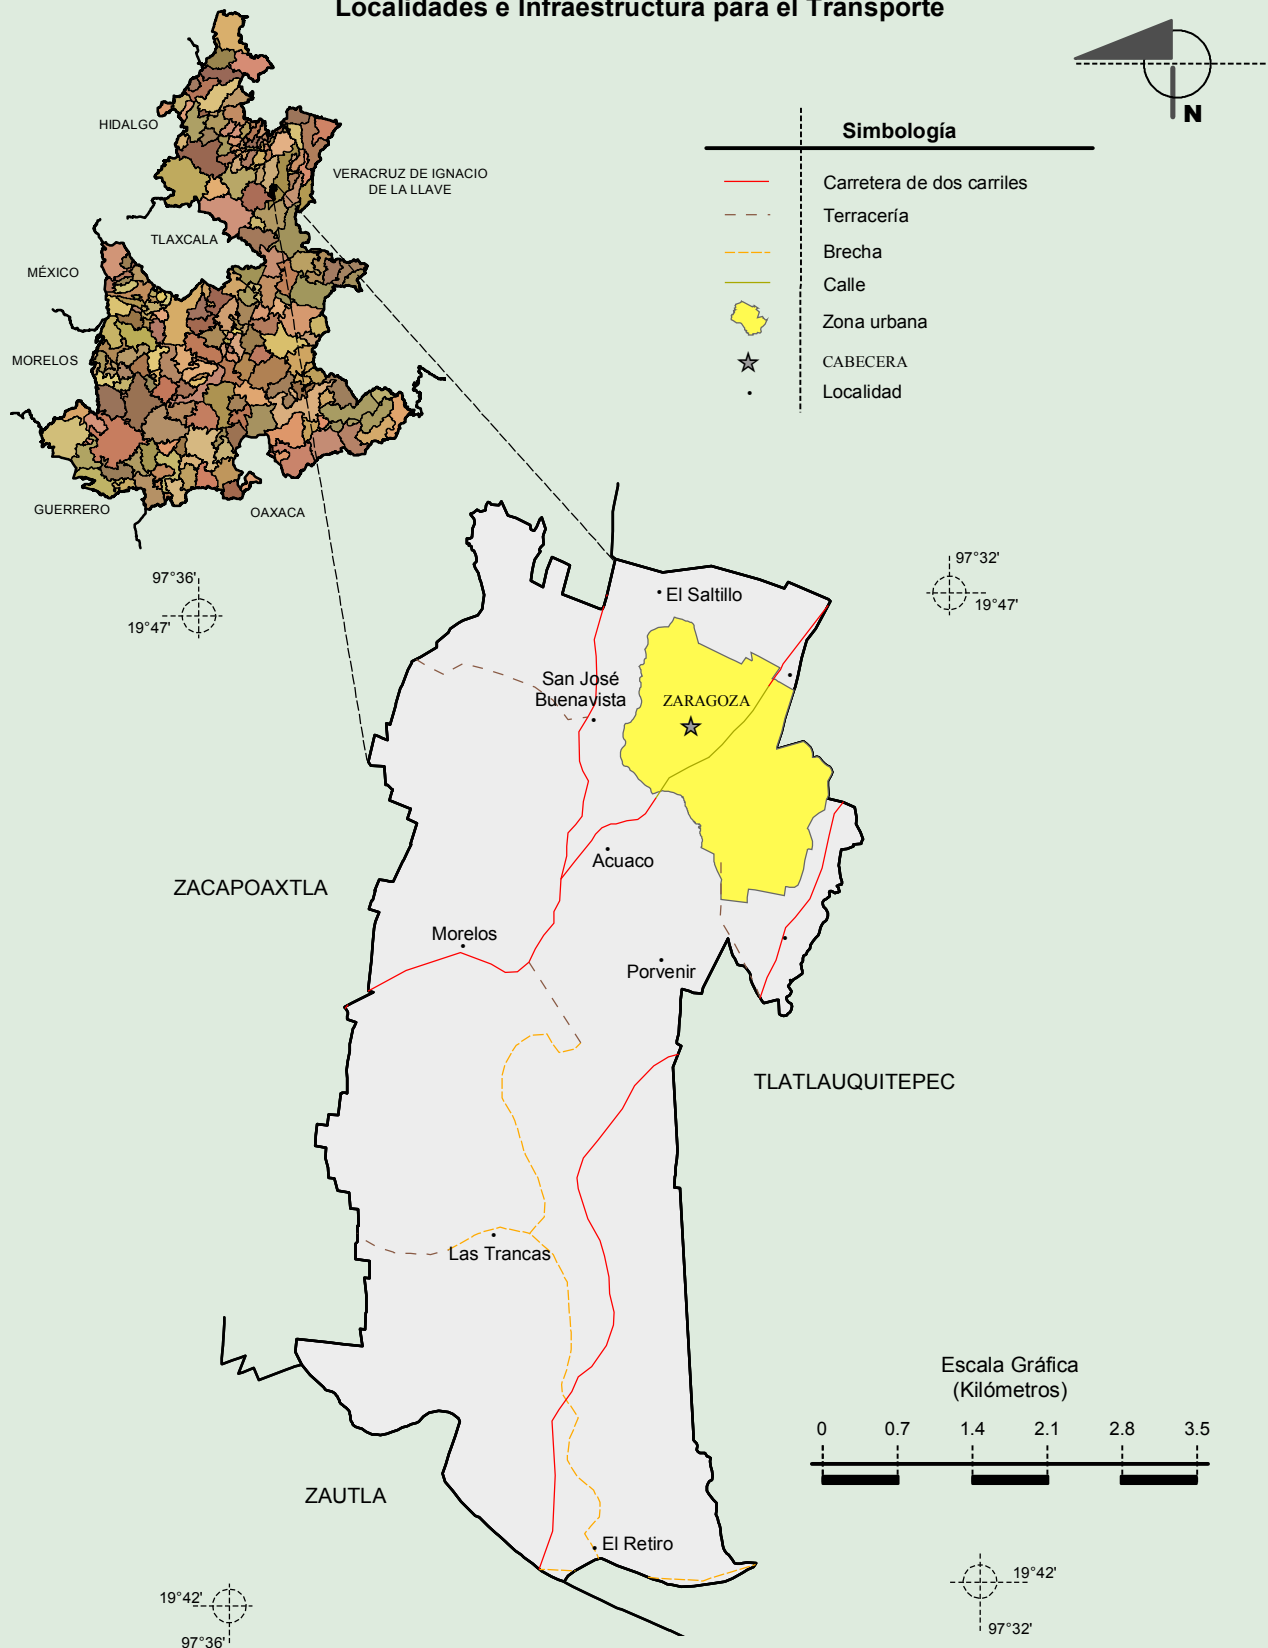 Localidades e Infraestructura para el Transporte
N
HIDALGO
VERACRUZ DE IGNACIO
DE LA LLAVE
TLAXCALA
MÉXICO
MORELOS
GUERRERO
OAXACA
Simbología
Carretera de dos carriles
Terracería
Brecha
Calle
Zona urbana
CABECERA
Localidad
97°36'
19°47'
97°32'
19°47'
El Saltillo
San José
Buenavista
ZARAGOZA
Acuaco
ZACAPOAXTLA
Morelos
Porvenir
TLATLAUQUITEPEC
Las Trancas
Escala Gráfica
(Kilómetros)
0 0.7 1.4 2.1 2.8 3.5
ZAUTLA
El Retiro
19°42'
97°36'
19°42'
97°32'